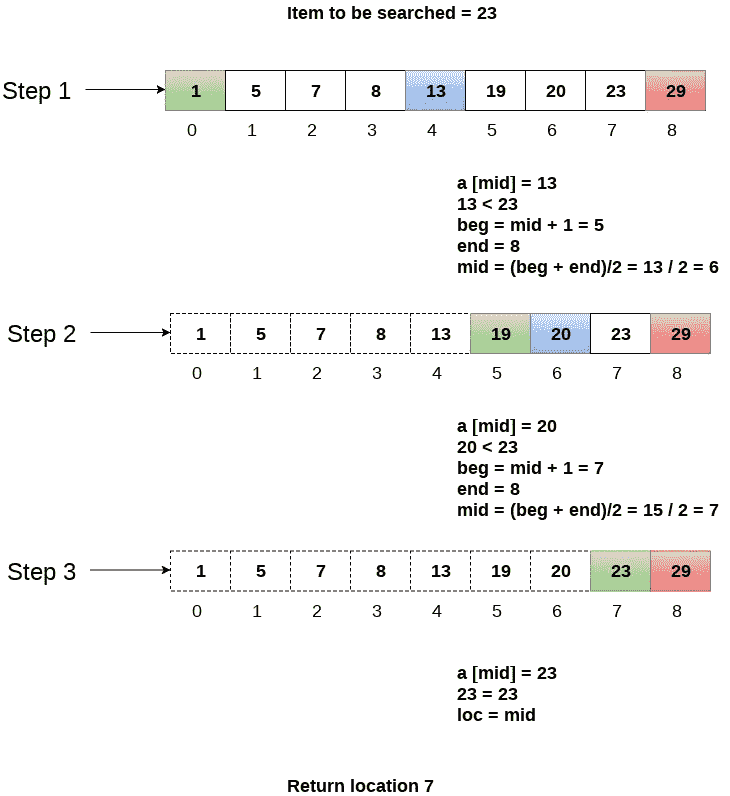 Item to be searched = 23
Step 1
1 5 7 8 13 19 20 23 29
0 1 2 3 4 5 6 7 8
a [mid] = 13
13 < 23
beg = mid + 1 = 5
end = 8
mid = (beg + end)/2 = 13 / 2 = 6
Step 2
1 5 7 8 13 19 20 23 29
0 1 2 3 4 5 6 7 8
a [mid] = 20
20 < 23
beg = mid + 1 = 7
end = 8
mid = (beg + end)/2 = 15 / 2 = 7
Step 3
1 5 7 8 13 19 20 23 29
0 1 2 3 4 5 6 7 8
a [mid] = 23
23 = 23
loc = mid
Return location 7